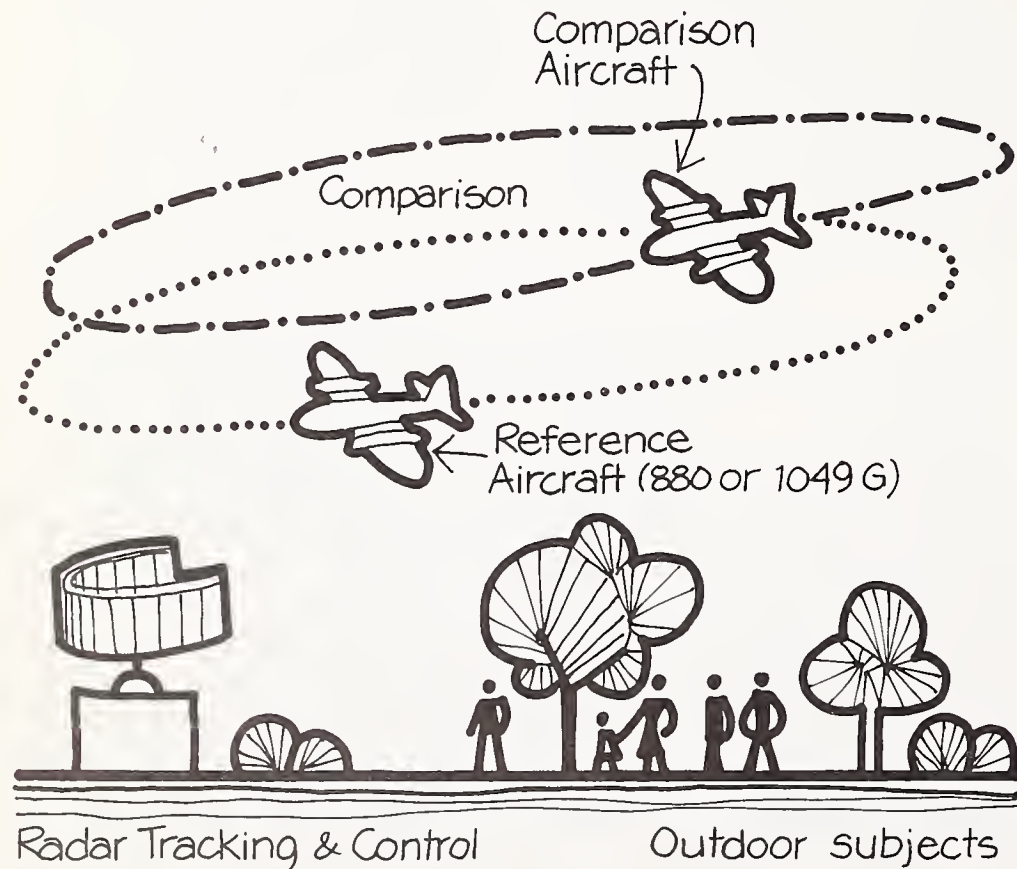 Comparison
Aircraft
Comparison
Reference
Aircraft (880 or 1049 G)
Radar Tracking & Control
Outdoor subjects